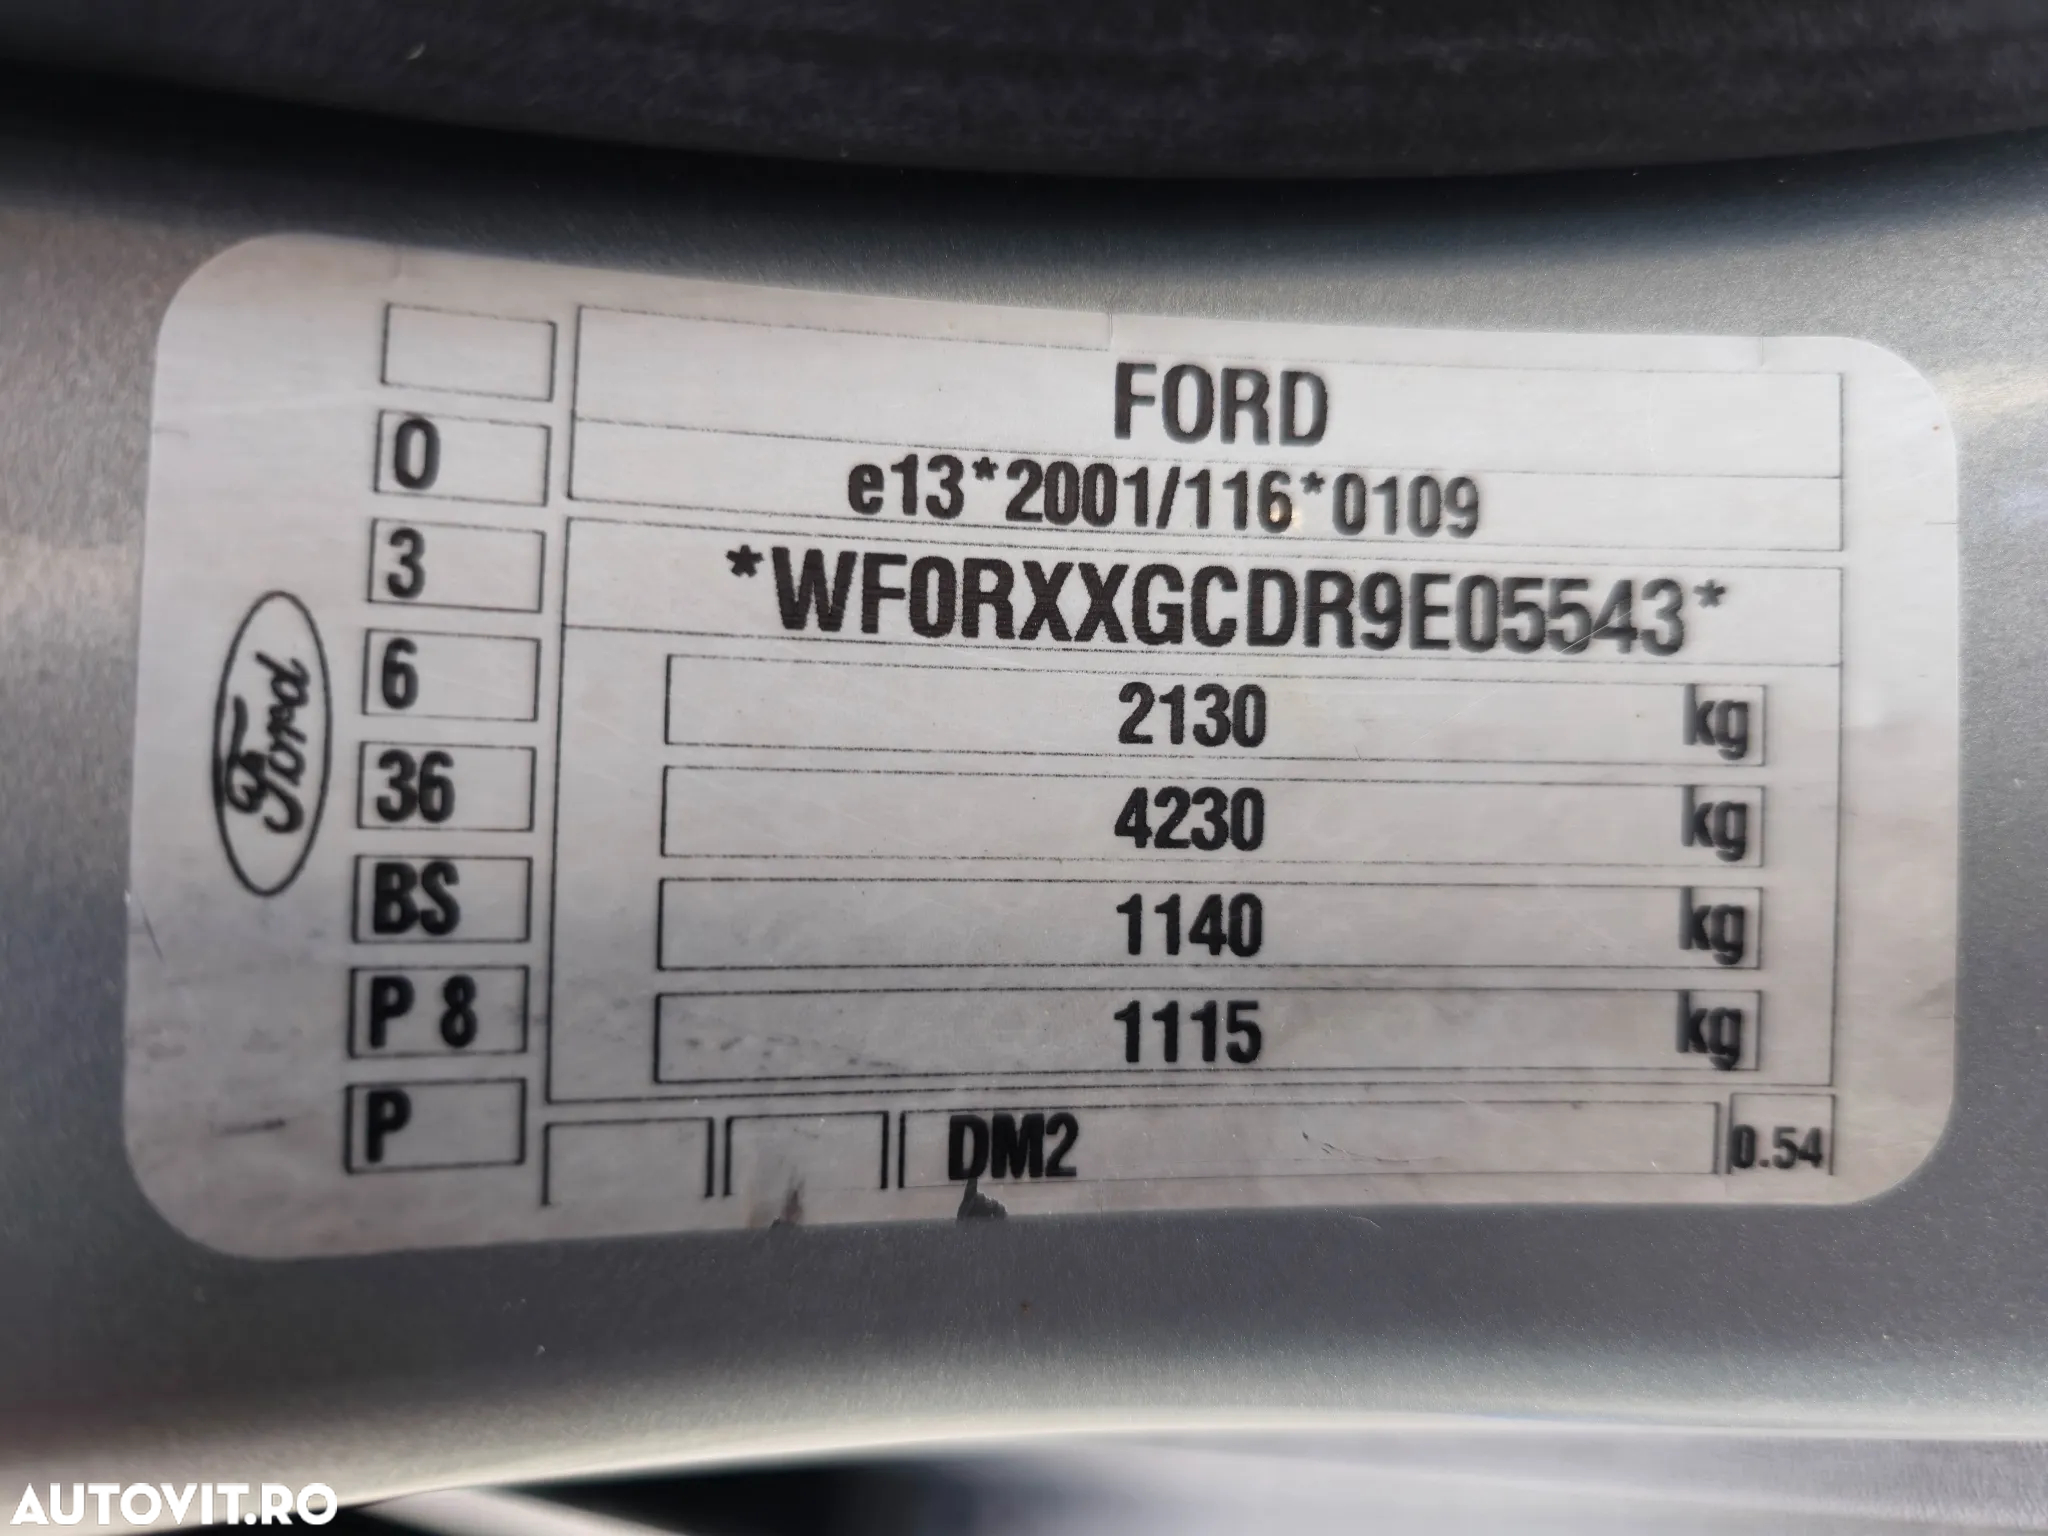 FORD
e13*2001/116*0109
*WF0RXXGCDR9E05543*
2130 kg
4230 kg
1140 kg
1115 kg
0
3
6
36
BS
P 8
P
Ford
DM2
0.54
AUTOVIT.RO